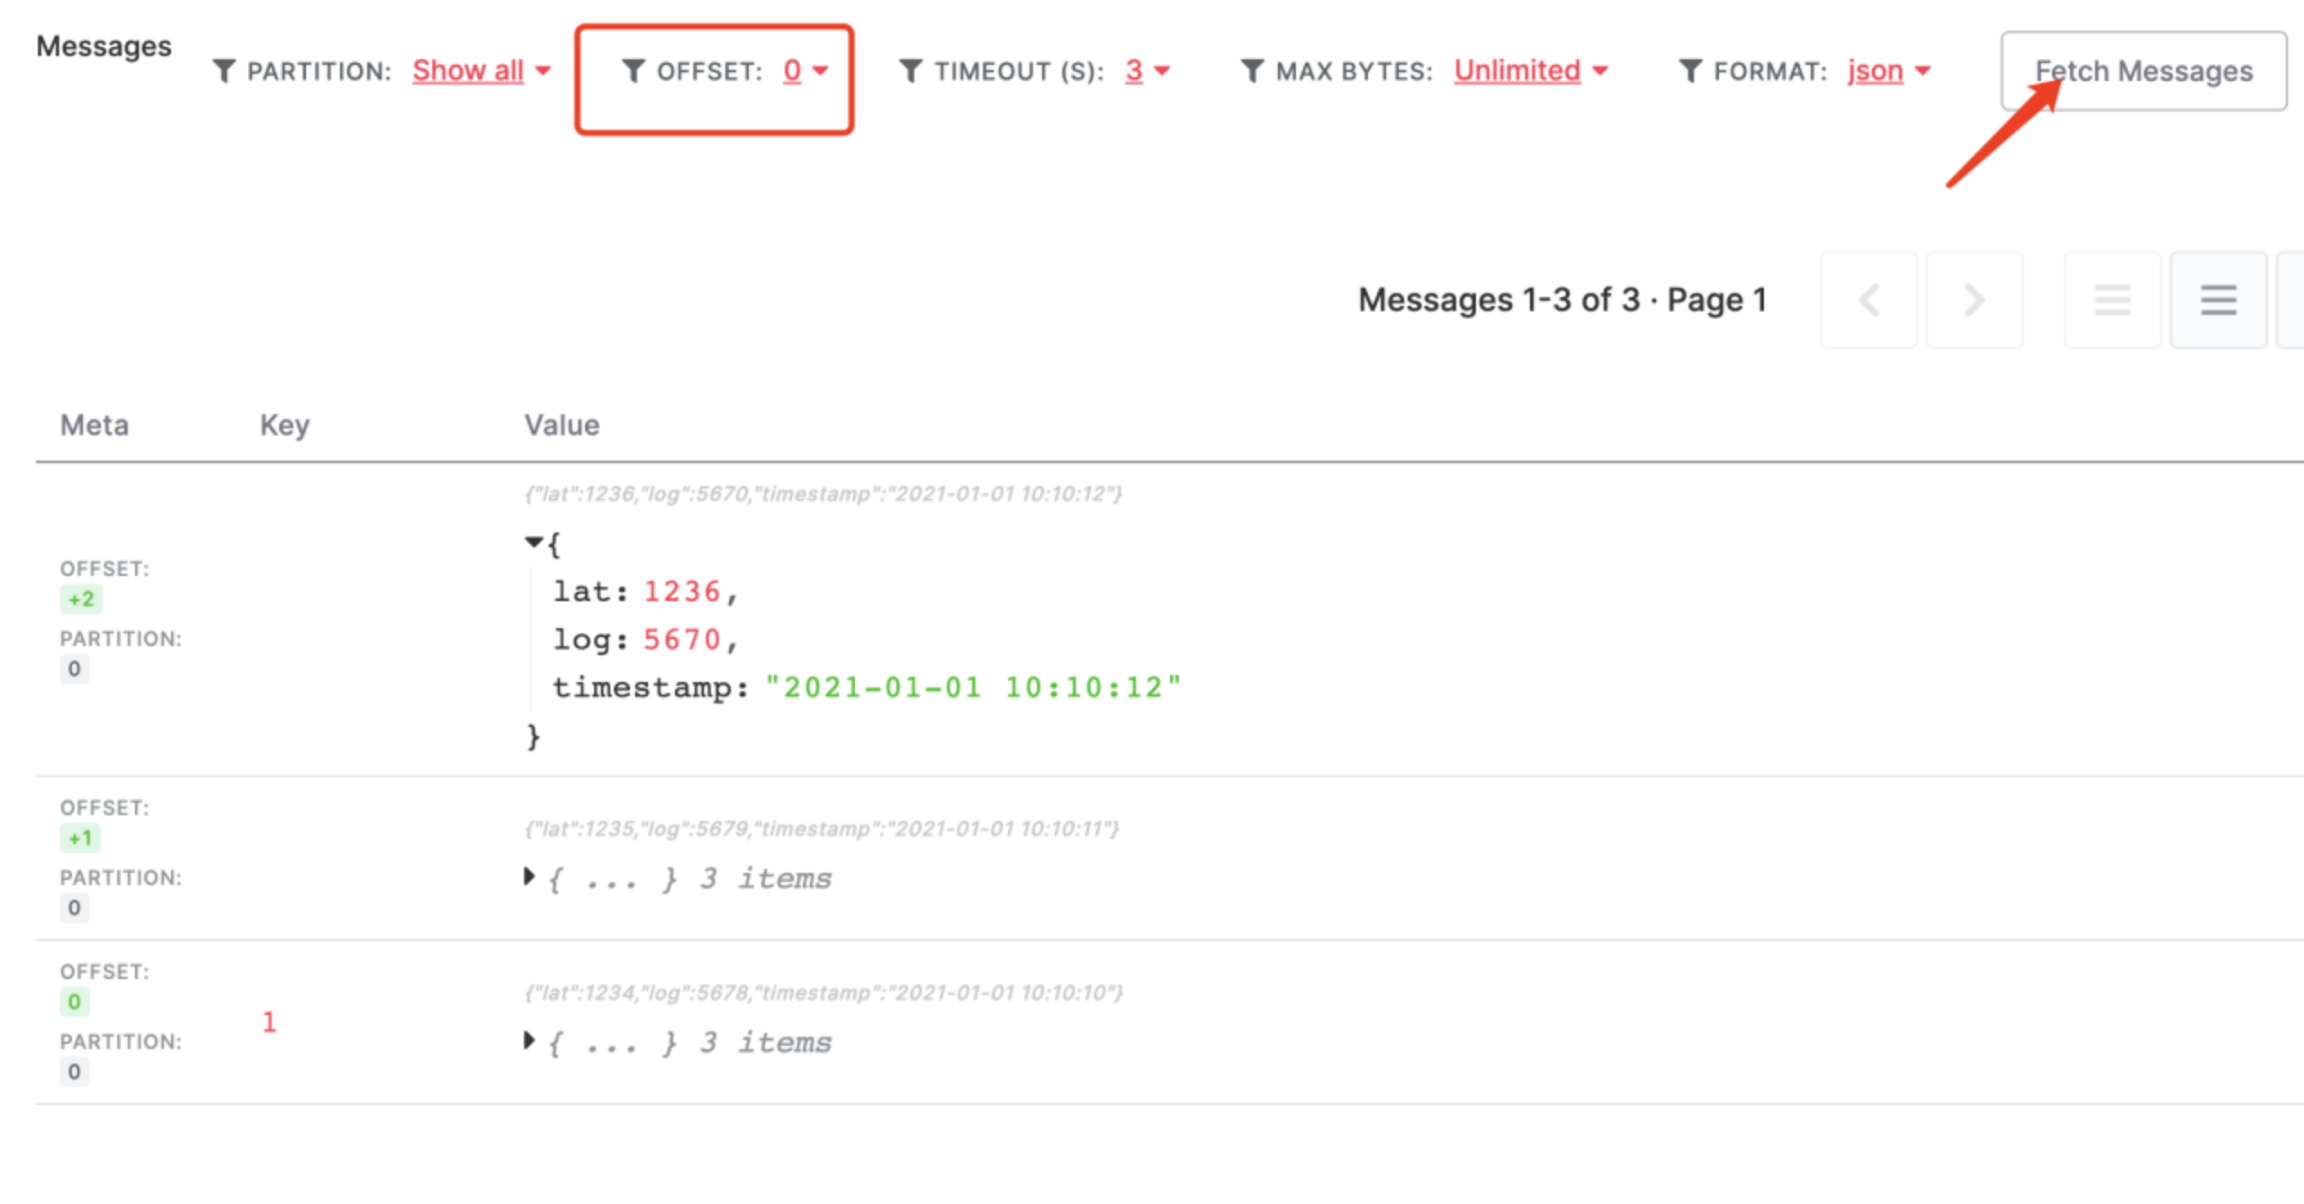 Messages
PARTITION: Show all OFFSET: 0 TIMEOUT (S): 3 MAX BYTES: Unlimited FORMAT: json Fetch Messages
Messages 1-3 of 3 · Page 1
Meta Key Value
{"lat":1236,"log":5670,"timestamp":"2021-01-01 10:10:12"}
{
OFFSET:
+2
PARTITION:
0
lat: 1236,
log: 5670,
timestamp: "2021-01-01 10:10:12"
}
OFFSET:
+1
PARTITION:
0
{"lat":1235,"log":5679,"timestamp":"2021-01-01 10:10:11"}
{ ... } 3 items
OFFSET:
0
PARTITION:
0
1
{"lat":1234,"log":5678,"timestamp":"2021-01-01 10:10:10"}
{ ... } 3 items